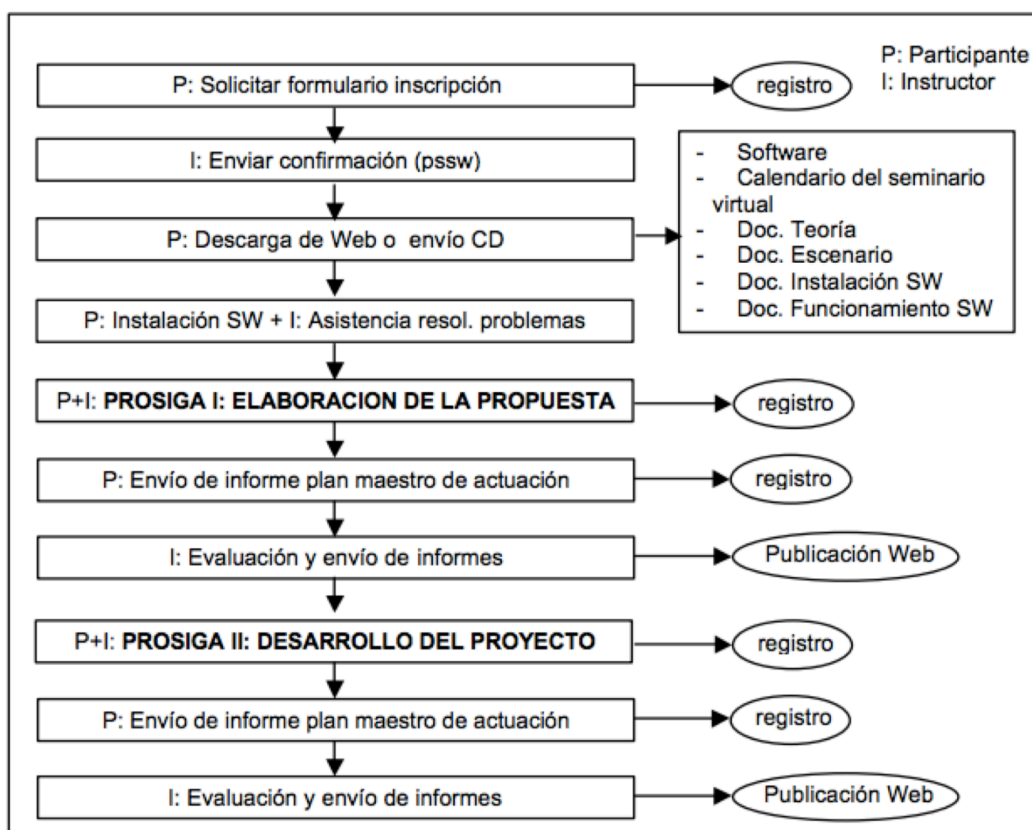 P: Participante
I: Instructor
P: Solicitar formulario inscripción
registro
I: Enviar confirmación (pssw)
P: Descarga de Web o envío CD
- Software
- Calendario del seminario
virtual
- Doc. Teoría
- Doc. Escenario
- Doc. Instalación SW
- Doc. Funcionamiento SW
P: Instalación SW + I: Asistencia resol. problemas
P+I: PROSIGA I: ELABORACION DE LA PROPUESTA
registro
P: Envío de informe plan maestro de actuación
registro
I: Evaluación y envío de informes
Publicación Web
P+I: PROSIGA II: DESARROLLO DEL PROYECTO
registro
P: Envío de informe plan maestro de actuación
registro
I: Evaluación y envío de informes
Publicación Web